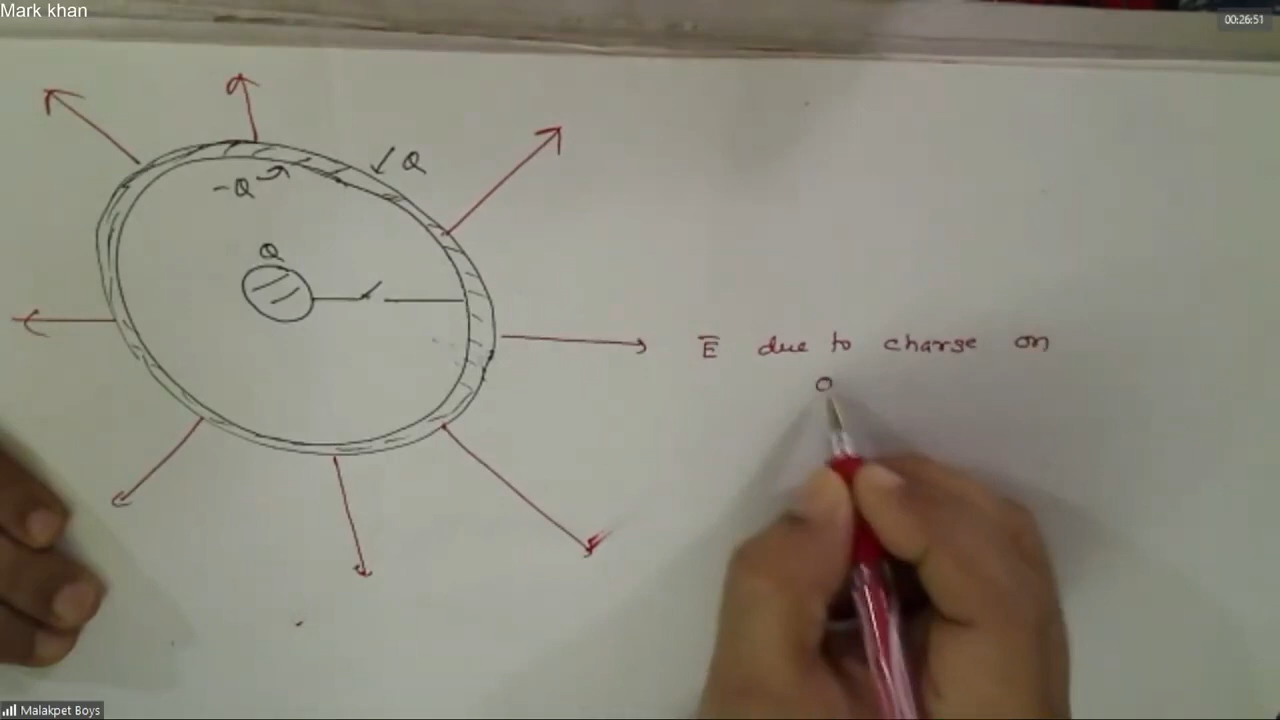 Mark khan
00:26:51
Q
-Q
Q
E̅ due to charge on
o
Malakpet Boys